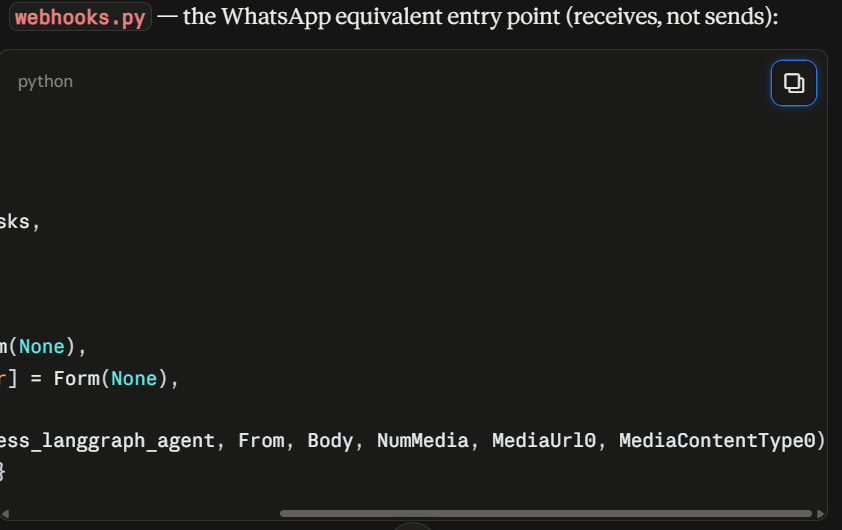 webhooks.py — the WhatsApp equivalent entry point (receives, not sends):
python
sks,
m(None),
r] = Form(None),
ess_langgraph_agent, From, Body, NumMedia, MediaUrl0, MediaContentType0)
}